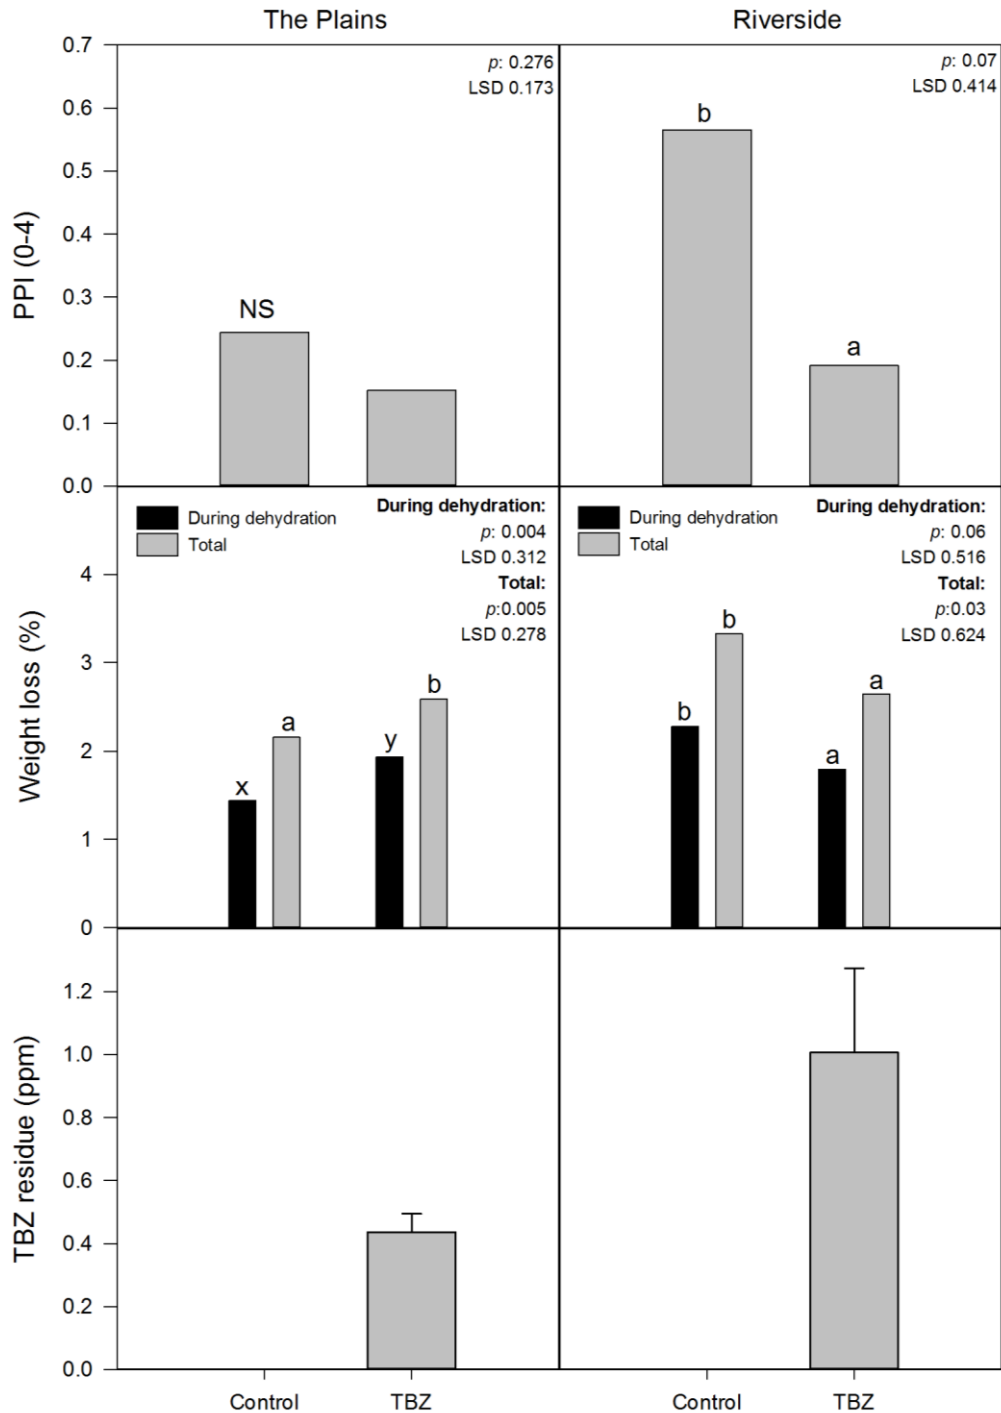 The Plains
Riverside
PPI (0-4)
0.7
0.6
0.5
0.4
0.3
0.2
0.1
0.0
p: 0.276
LSD 0.173
NS
p: 0.07
LSD 0.414
b
a
Weight loss (%)
4
3
2
1
0
During dehydration
Total
During dehydration:
p: 0.004
LSD 0.312
Total:
p:0.005
LSD 0.278
x
a
y
b
During dehydration
Total
During dehydration:
p: 0.06
LSD 0.516
Total:
p:0.03
LSD 0.624
b
b
a
a
TBZ residue (ppm)
1.2
1.0
0.8
0.6
0.4
0.2
0.0
Control
TBZ
Control
TBZ